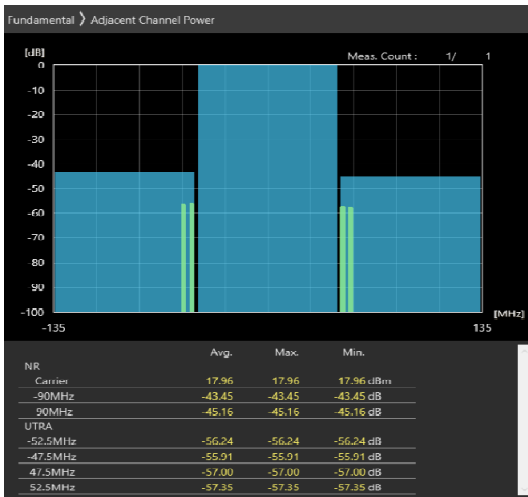 Fundamental ❯ Adjacent Channel Power
[dB]
Meas. Count : 1/ 1
0
-10
-20
-30
-40
-50
-60
-70
-80
-90
-100
[MHz]
-135 135
Avg. Max. Min.
NR
Carrier 17.96 17.96 17.96 dBm
-90MHz -43.45 -43.45 -43.45 dB
90MHz -45.16 -45.16 -45.16 dB
UTRA
-52.5MHz -56.24 -56.24 -56.24 dB
-47.5MHz -55.91 -55.91 -55.91 dB
47.5MHz -57.00 -57.00 -57.00 dB
52.5MHz -57.35 -57.35 -57.35 dB